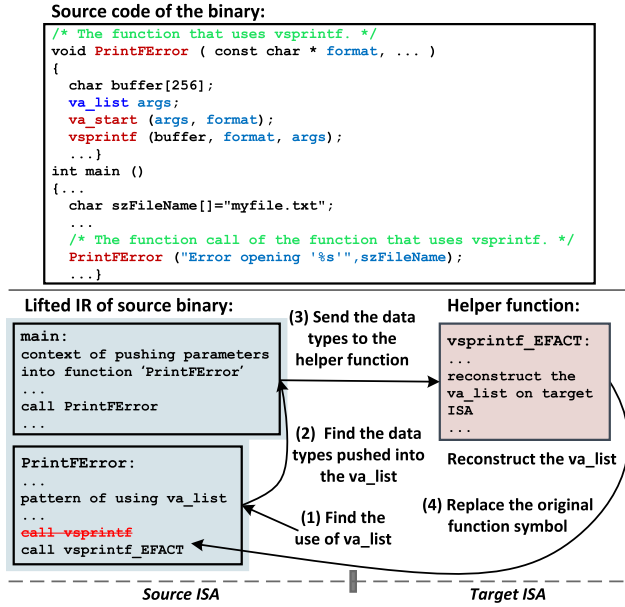 Source code of the binary:
/* The function that uses vsprintf. */
void PrintFError ( const char * format, ... )
{
char buffer[256];
va_list args;
va_start (args, format);
vsprintf (buffer, format, args);
...}
int main ()
{...
char szFileName[]="myfile.txt";
...
/* The function call of the function that uses vsprintf. */
PrintFError ("Error opening '%s'",szFileName);
...}
Lifted IR of source binary:
main:
context of pushing parameters
into function ‘PrintFError’
...
call PrintFError
...
PrintFError:
...
pattern of using va_list
...
call vsprintf
call vsprintf_EFACT
(3) Send the data
types to the
helper function
(2) Find the data
types pushed into
the va_list
(1) Find the
use of va_list
Helper function:
vsprintf_EFACT:
...
reconstruct the
va_list on target
ISA
...
Reconstruct the va_list
(4) Replace the original
function symbol
Source ISA
Target ISA